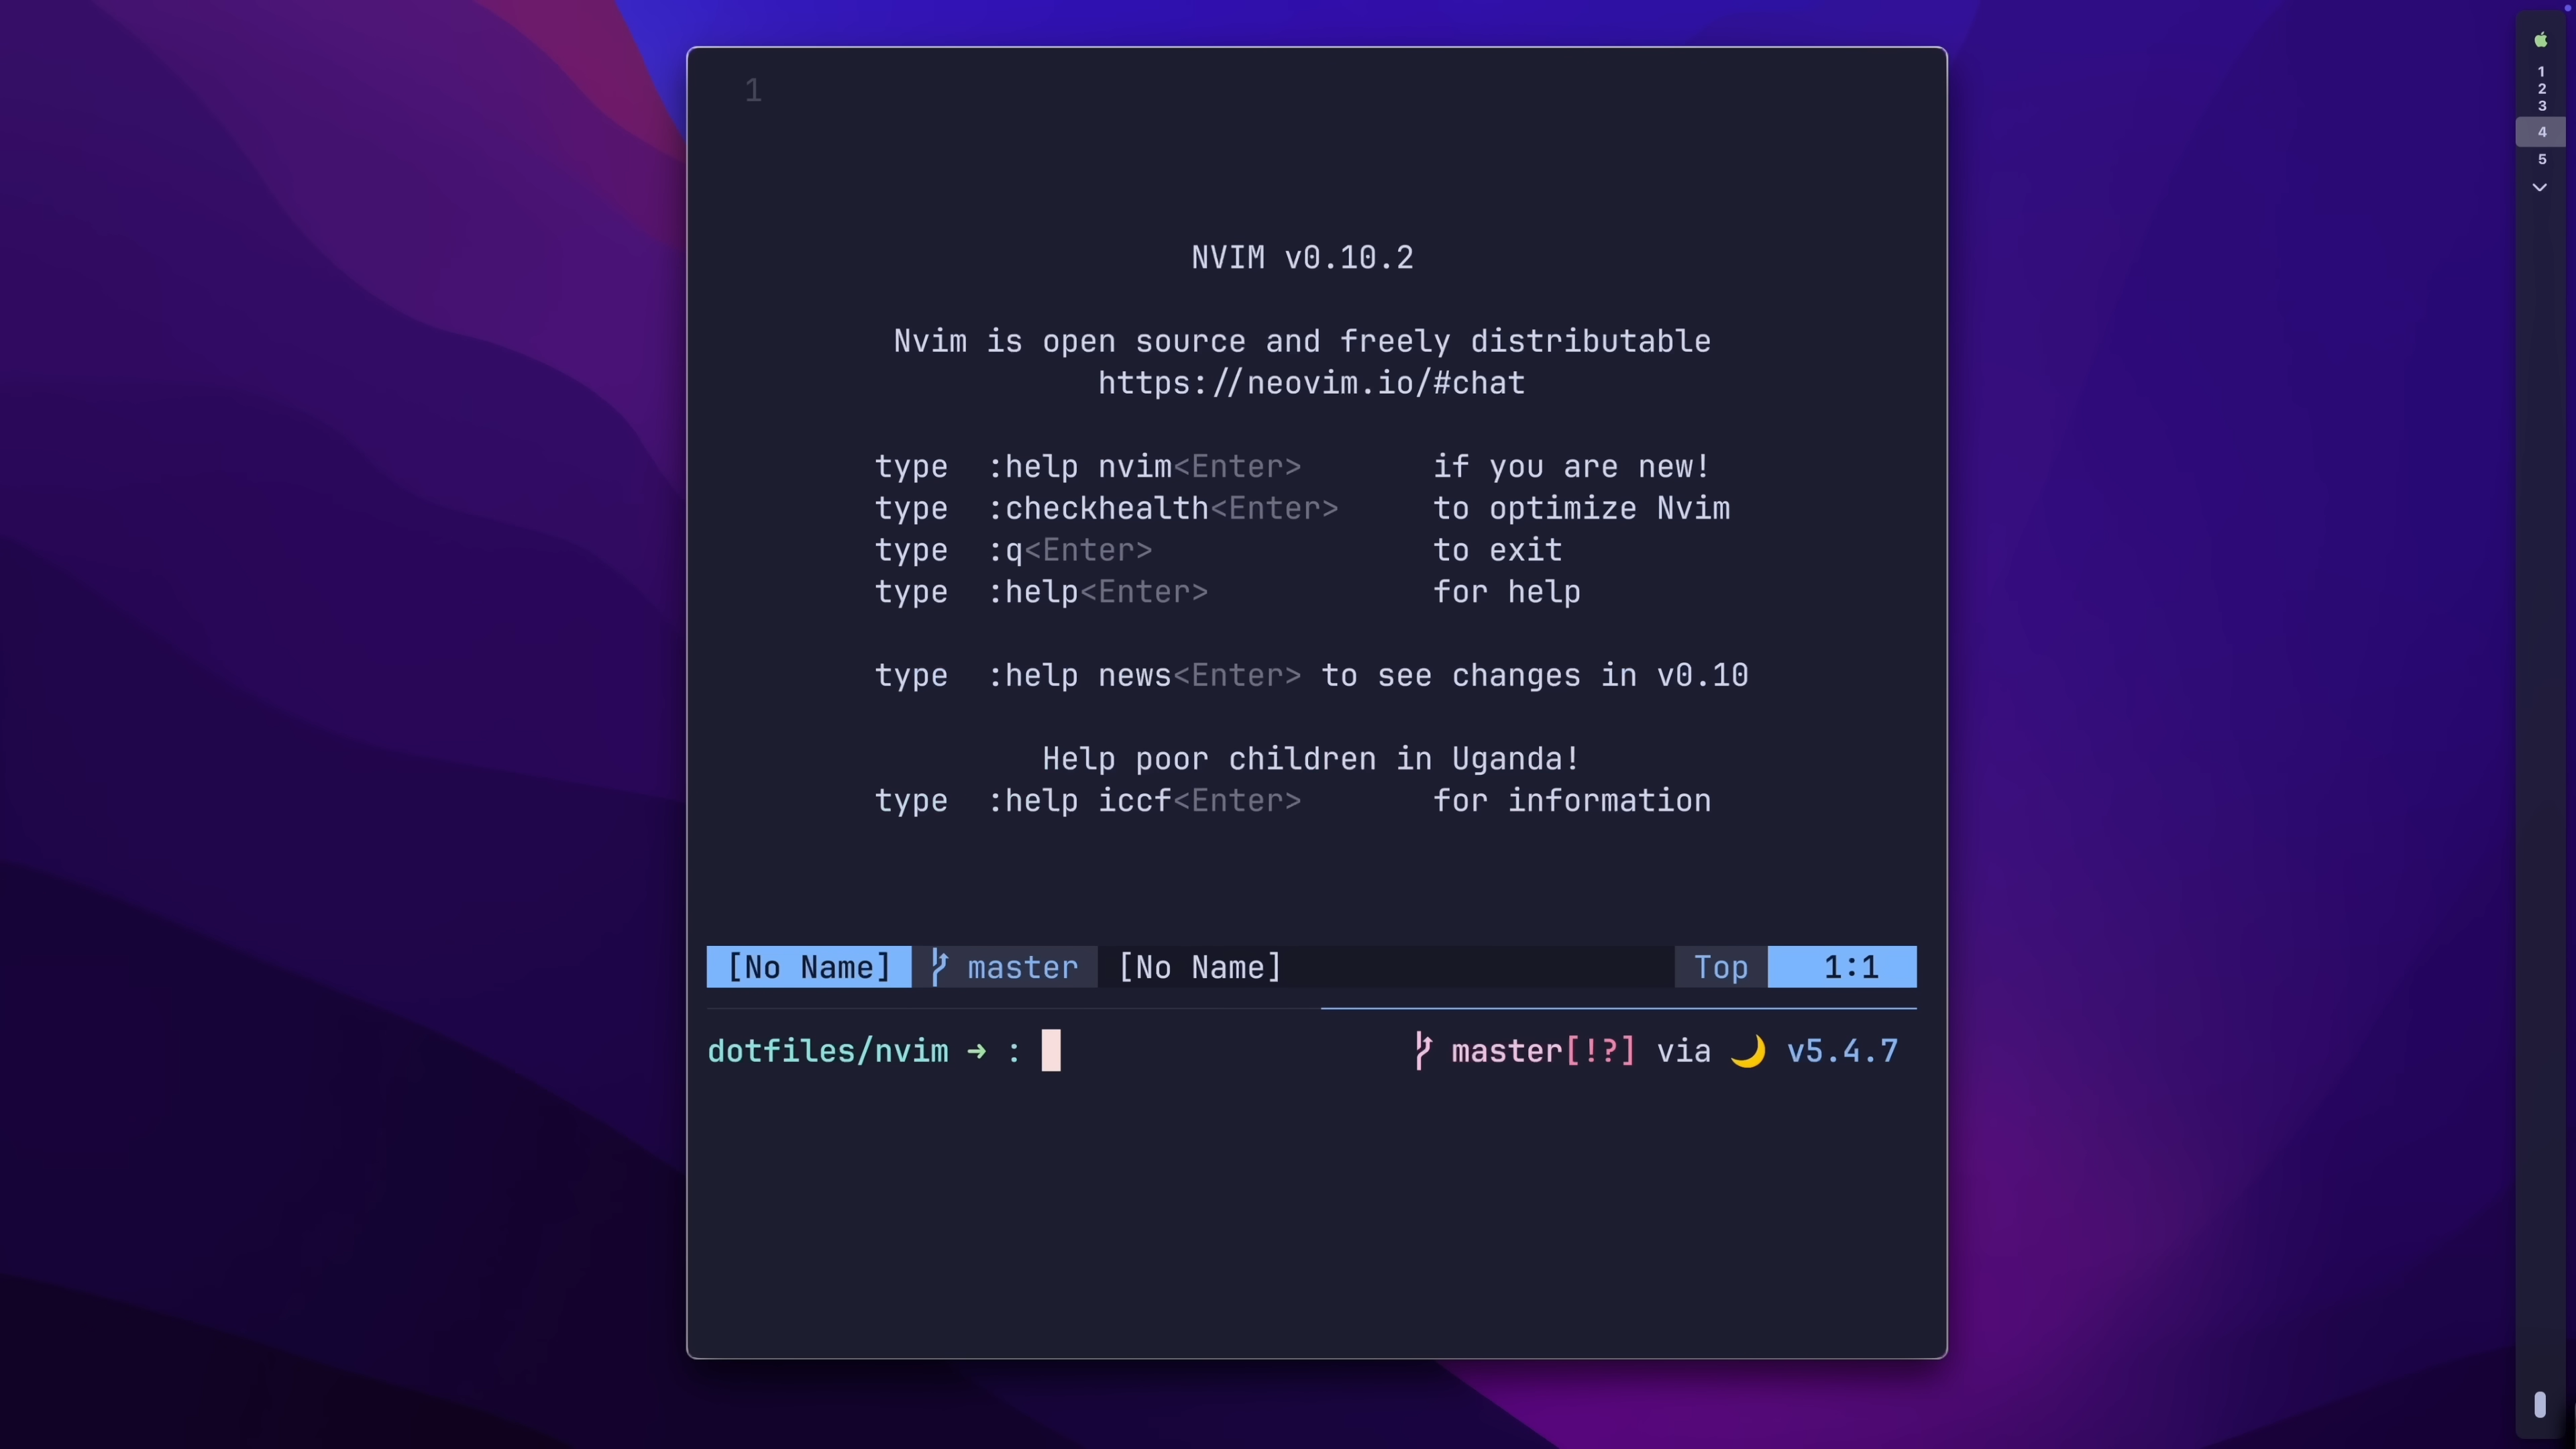 1
NVIM v0.10.2
Nvim is open source and freely distributable
https://neovim.io/#chat
type :help nvim<Enter> if you are new!
type :checkhealth<Enter> to optimize Nvim
type :q<Enter> to exit
type :help<Enter> for help
type :help news<Enter> to see changes in v0.10
Help poor children in Uganda!
type :help iccf<Enter> for information
[No Name] master [No Name] Top 1:1
dotfiles/nvim ➜ : master[!?] via 🌙 v5.4.7
1
2
3
4
5